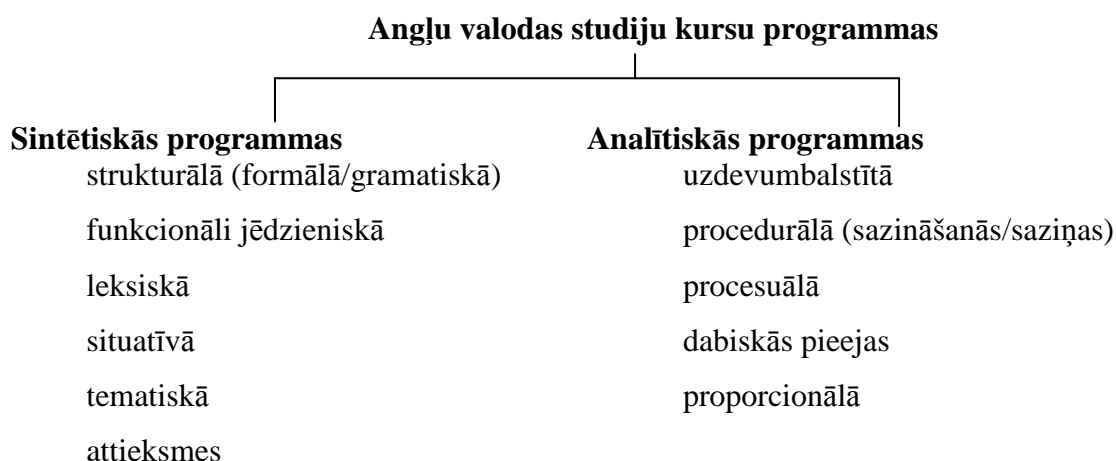 Angļu valodas studiju kursu programmas
Sintētiskās programmas
strukturālā (formālā/gramatiskā)
funkcionāli jēdzieniskā
leksiskā
situatīvā
tematiskā
attieksmes
Analītiskās programmas
uzdevumbalstītā
procedurālā (sazināšanās/saziņas)
procesuālā
dabiskās pieejas
proporcionālā